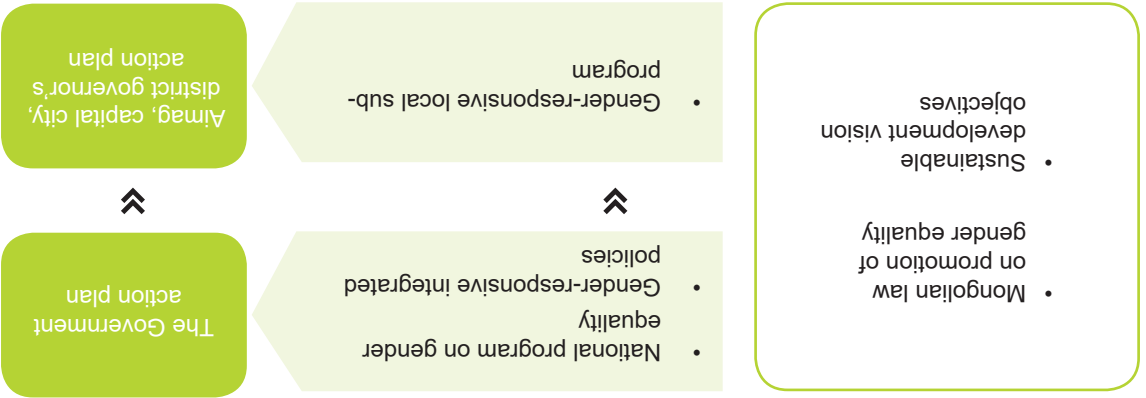 • Mongolian law
on promotion of
gender equality
• Sustainable
development vision
objectives
• National program on gender
equality
• Gender-responsive integrated
policies
The Government
action plan
• Gender-responsive local sub-
program
Aimag, capital city,
district governor's
action plan